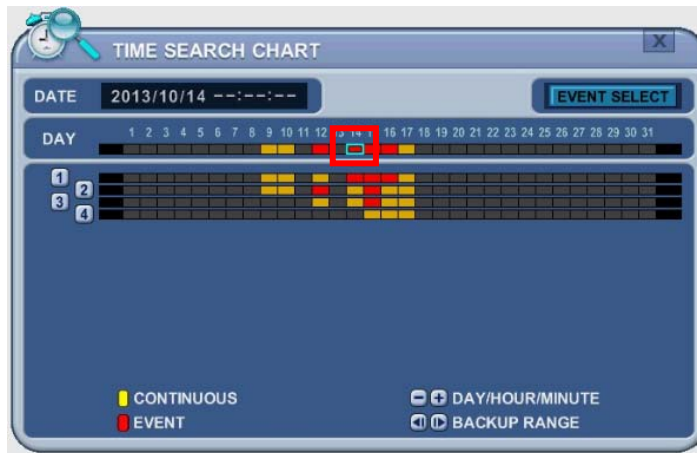 TIME SEARCH CHART X
DATE 2013/10/14 --:--:-- EVENT SELECT
DAY 1 2 3 4 5 6 7 8 9 10 11 12 13 14 16 17 18 19 20 21 22 23 24 25 26 27 28 29 30 31
1
2
3
4
CONTINUOUS DAY/HOUR/MINUTE
EVENT BACKUP RANGE